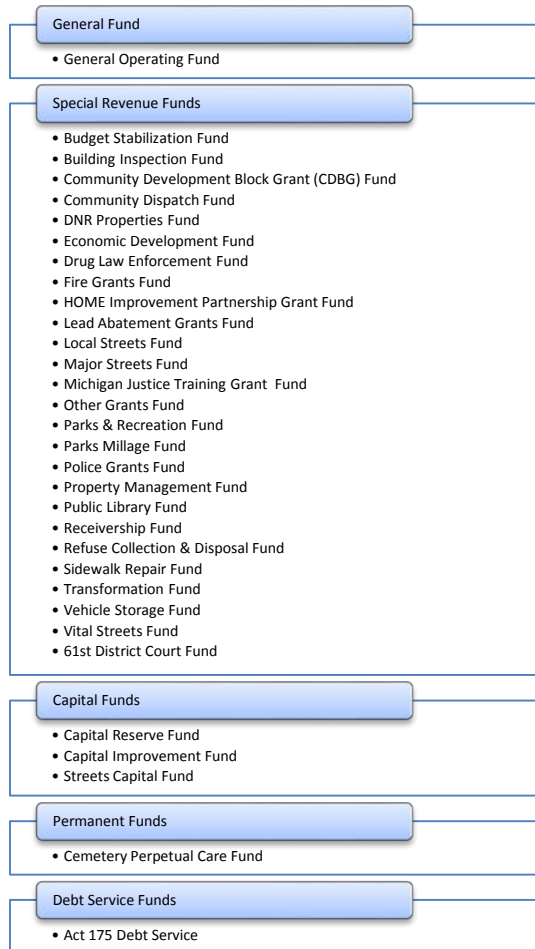 General Fund
• General Operating Fund
Special Revenue Funds
• Budget Stabilization Fund
• Building Inspection Fund
• Community Development Block Grant (CDBG) Fund
• Community Dispatch Fund
• DNR Properties Fund
• Economic Development Fund
• Drug Law Enforcement Fund
• Fire Grants Fund
• HOME Improvement Partnership Grant Fund
• Lead Abatement Grants Fund
• Local Streets Fund
• Major Streets Fund
• Michigan Justice Training Grant Fund
• Other Grants Fund
• Parks & Recreation Fund
• Parks Millage Fund
• Police Grants Fund
• Property Management Fund
• Public Library Fund
• Receivership Fund
• Refuse Collection & Disposal Fund
• Sidewalk Repair Fund
• Transformation Fund
• Vehicle Storage Fund
• Vital Streets Fund
• 61st District Court Fund
Capital Funds
• Capital Reserve Fund
• Capital Improvement Fund
• Streets Capital Fund
Permanent Funds
• Cemetery Perpetual Care Fund
Debt Service Funds
• Act 175 Debt Service